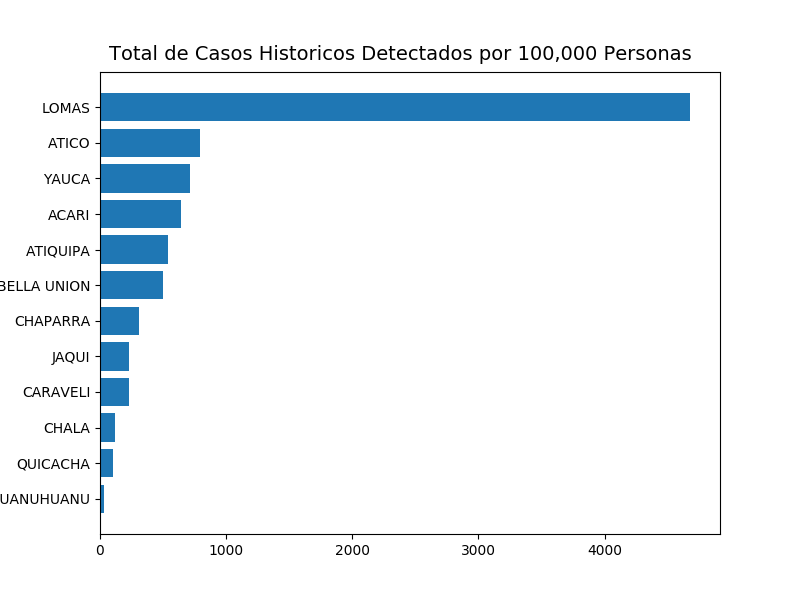 Total de Casos Historicos Detectados por 100,000 Personas
LOMAS
ATICO
YAUCA
ACARI
ATIQUIPA
BELLA UNION
CHAPARRA
JAQUI
CARAVELI
CHALA
QUICACHA
UANUHUANU
0 1000 2000 3000 4000